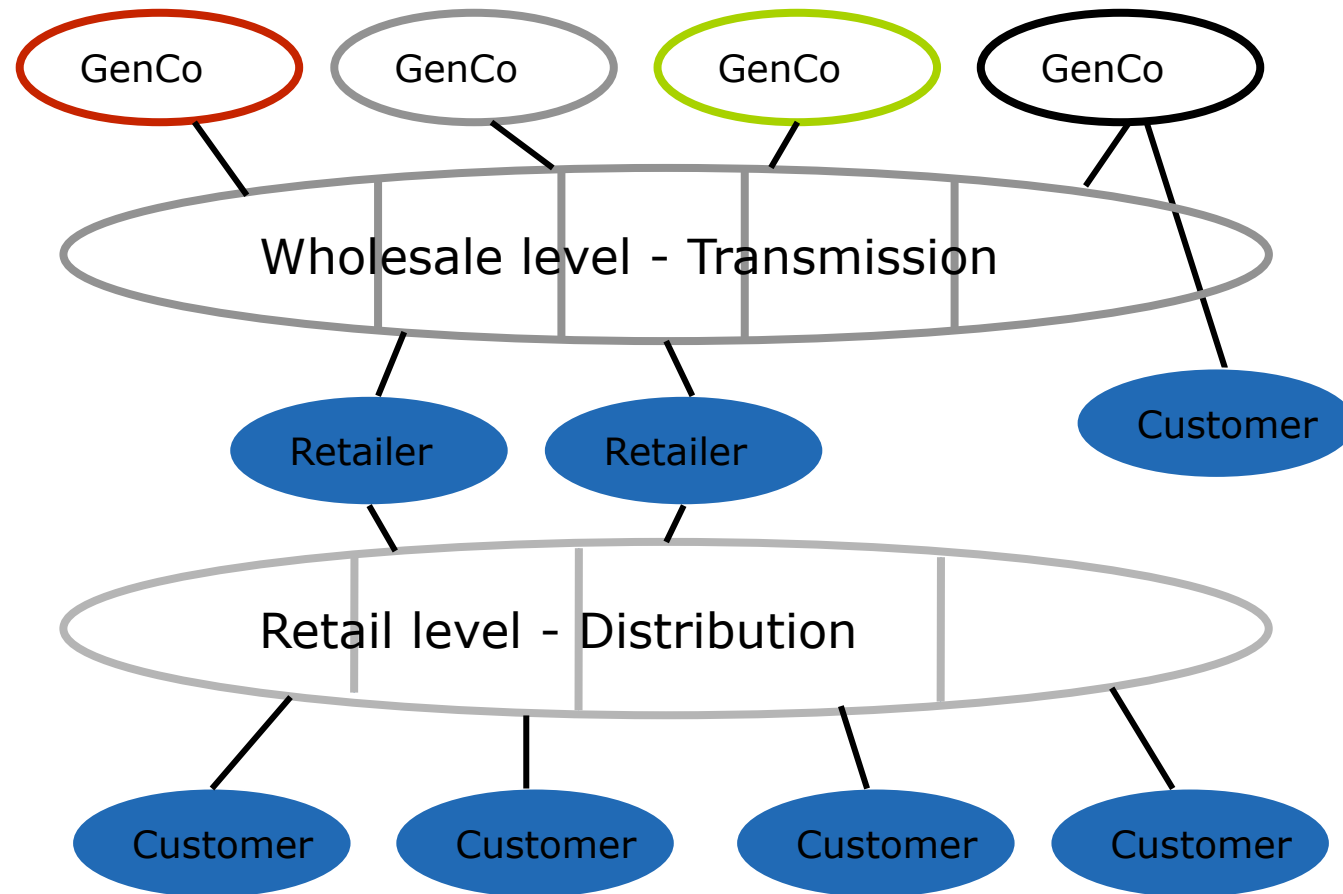 GenCo
GenCo
GenCo
GenCo
Wholesale level - Transmission
Retailer
Retailer
Customer
Retail level - Distribution
Customer
Customer
Customer
Customer